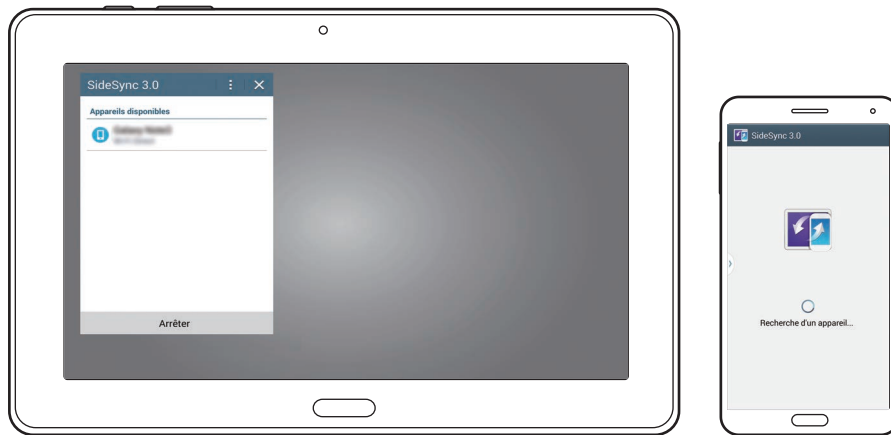 SideSync 3.0
Appareils disponibles
Arrêter
SideSync 3.0
Recherche d'un appareil...